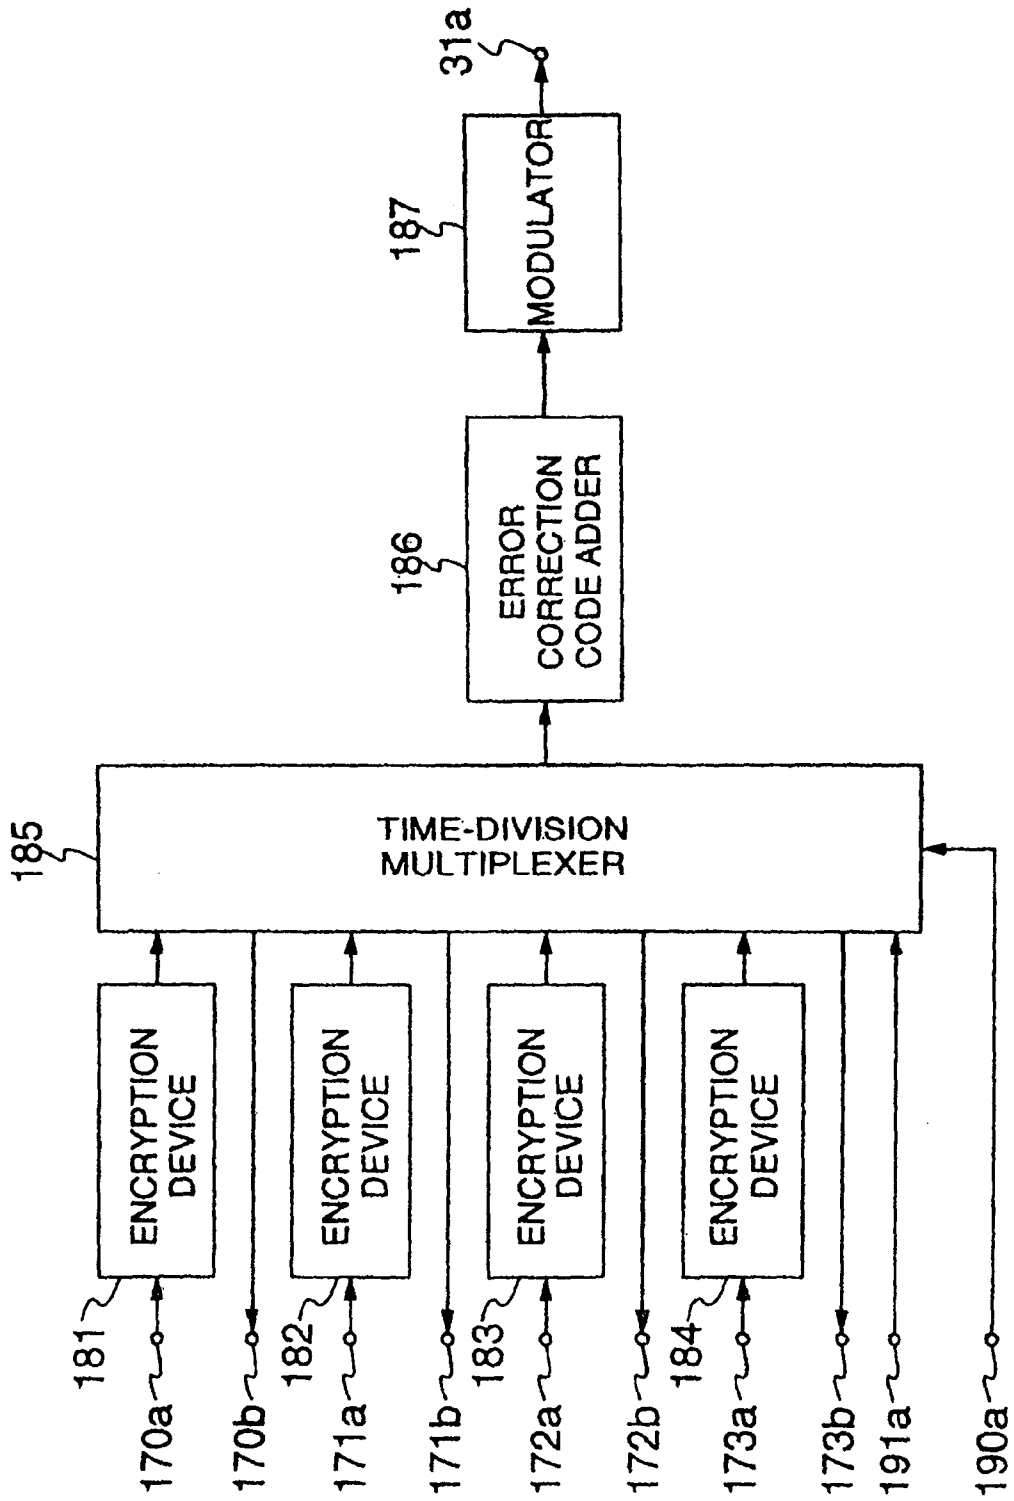 185
TIME-DIVISION
MULTIPLEXER
186
ERROR
CORRECTION
CODE ADDER
187
MODULATOR
31a
181
ENCRYPTION
DEVICE
170a
170b
182
ENCRYPTION
DEVICE
171a
171b
183
ENCRYPTION
DEVICE
172a
172b
184
ENCRYPTION
DEVICE
173a
173b
191a
190a